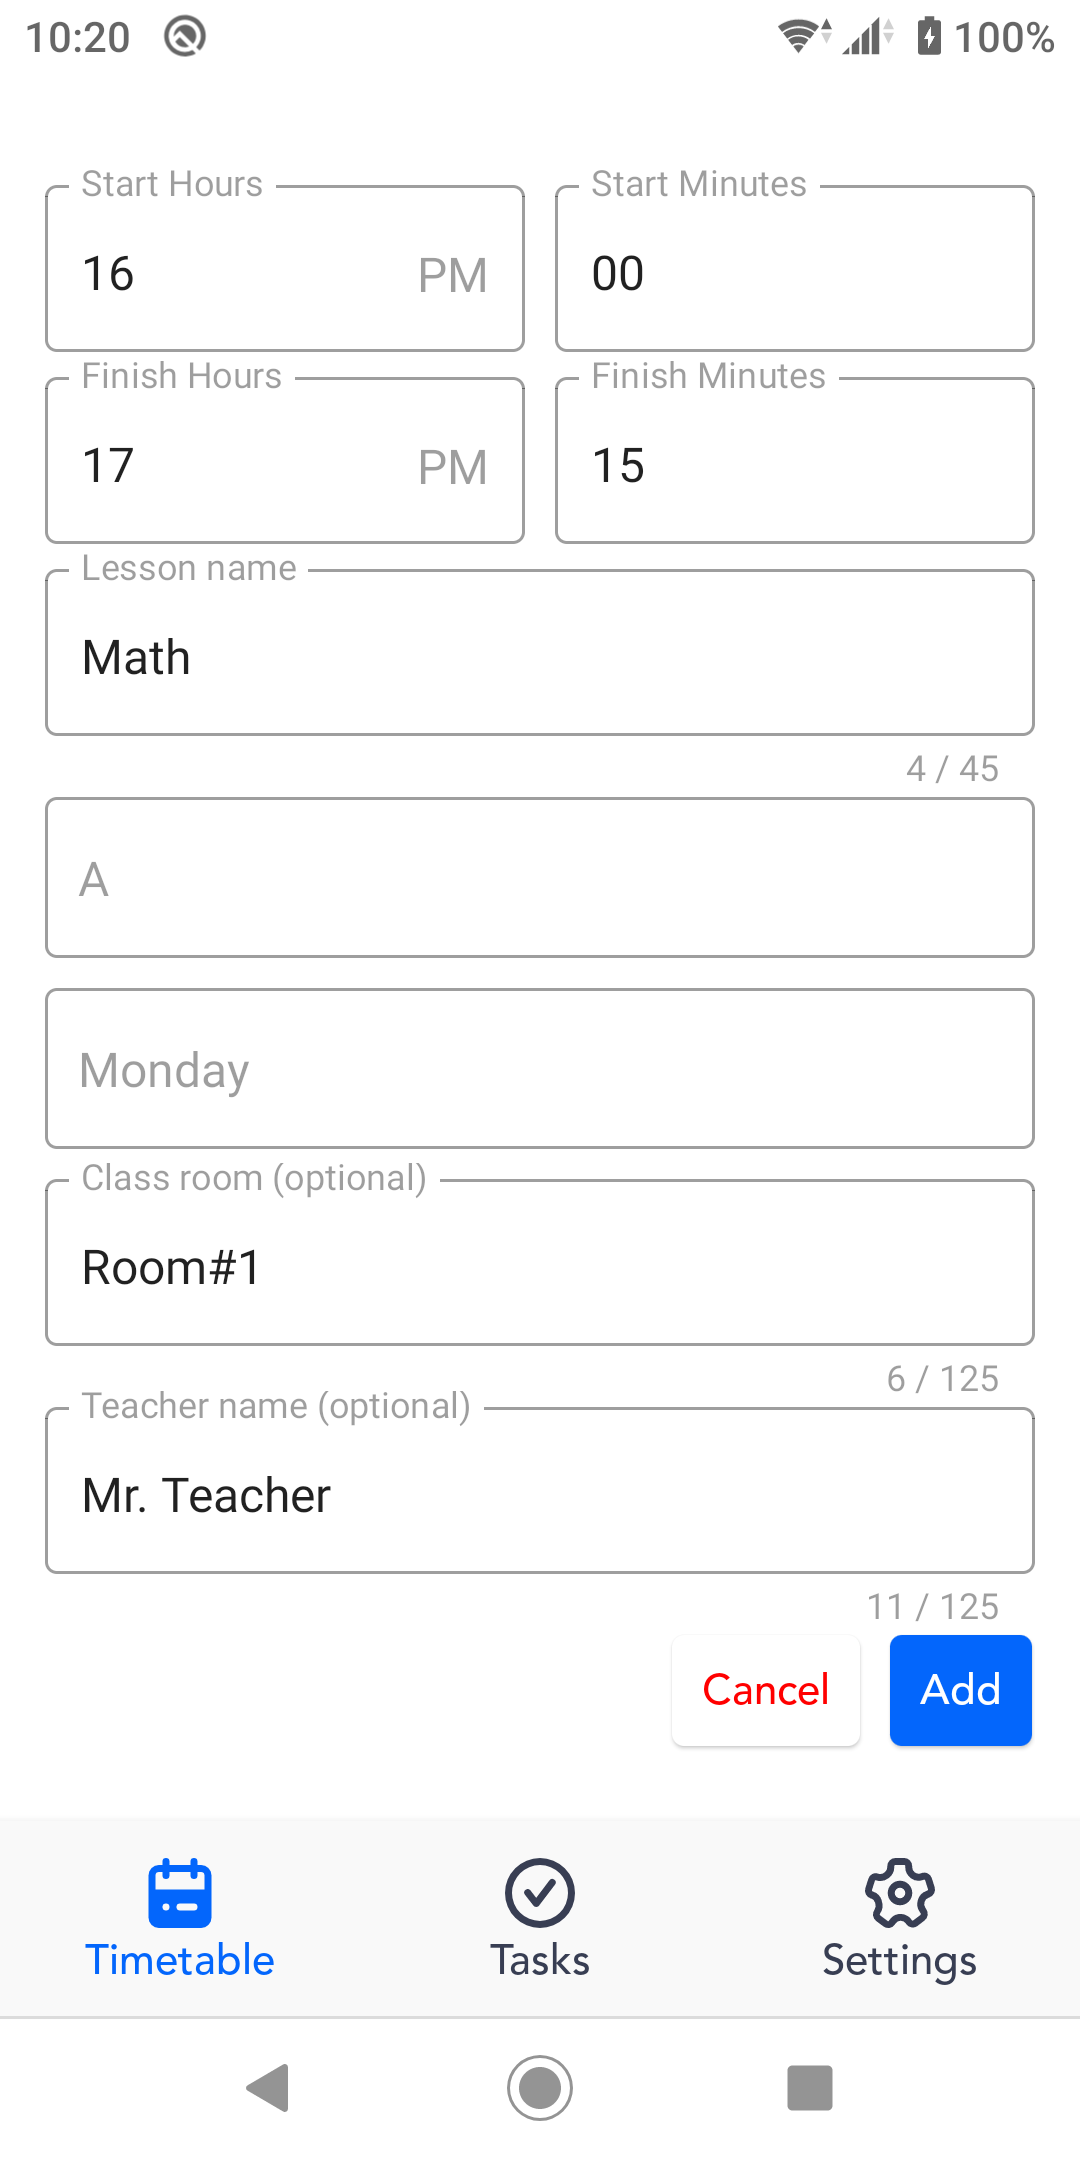 10:20
100%
Start Hours
Start Minutes
16 PM
00
Finish Hours
Finish Minutes
17 PM
15
Lesson name
Math
4 / 45
A
Monday
Class room (optional)
Room#1
6 / 125
Teacher name (optional)
Mr. Teacher
11 / 125
Cancel
Add
Timetable
Tasks
Settings